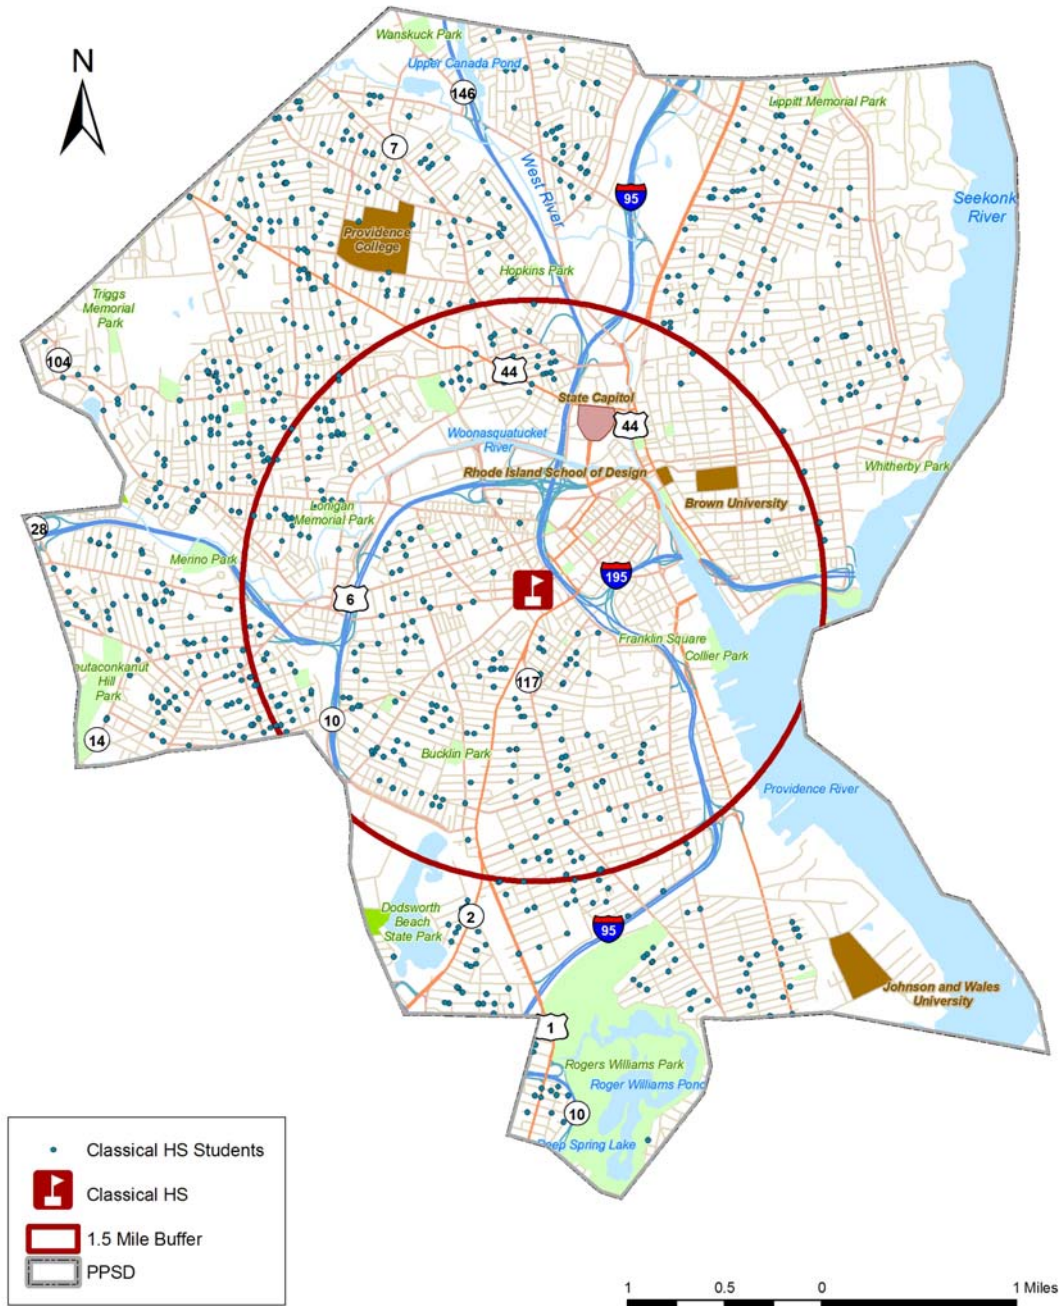 Wanskuck Park
N
Upper Canada Pond
146
Lippitt Memorial Park
7
West River
95
Seekonk
River
Providence
College
Hopkins Park
Triggs
Memorial
Park
104
44
State Capitol
44
Woonasquatucket
River
Rhode Island School of Design
Whitherby Park
Brown University
Lonigan
Memorial Park
28
Merino Park
195
6
Franklin Square
Collier Park
outaconkanut
Hill
Park
117
10
14
Bucklin Park
Providence River
Dodsworth
Beach
State Park
2
95
Johnson and Wales
University
1
Rogers Williams Park
Roger Williams Pond
10
Deep Spring Lake
Classical HS Students
Classical HS
1.5 Mile Buffer
PPSD
1 0.5 0 1 Miles